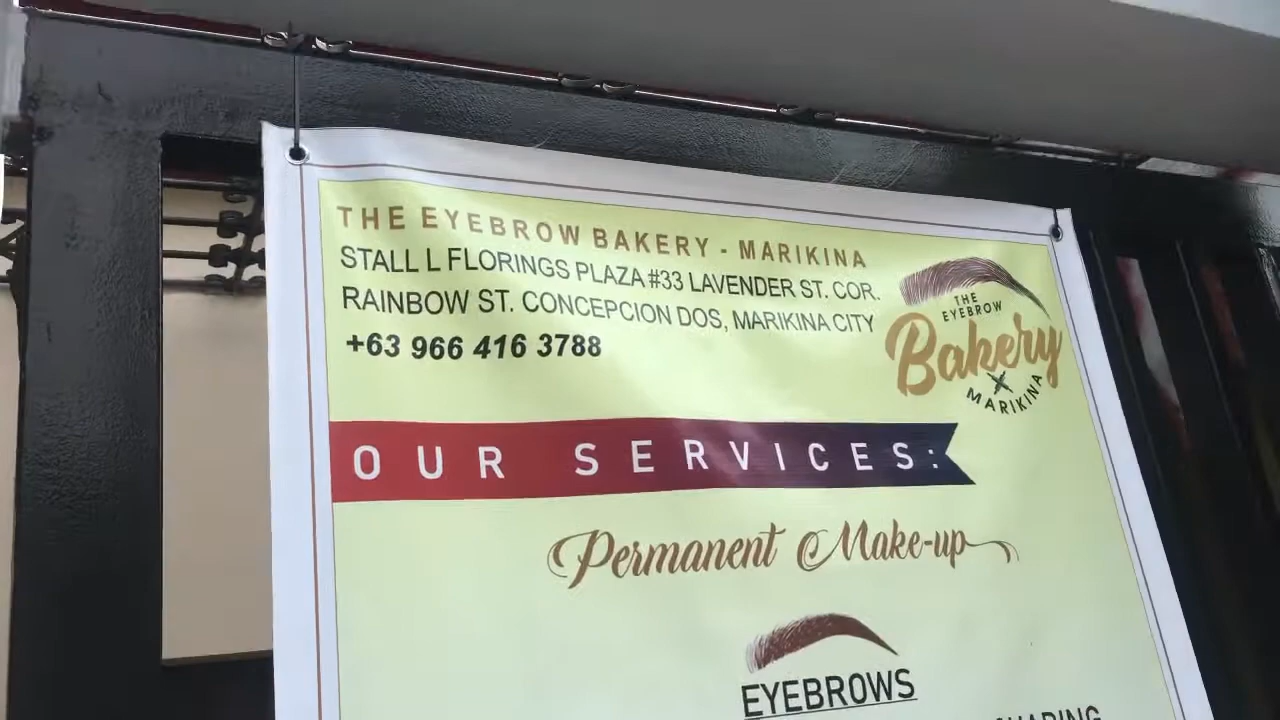 THE EYEBROW BAKERY - MARIKINA
STALL L FLORINGS PLAZA #33 LAVENDER ST. COR.
RAINBOW ST. CONCEPCION DOS, MARIKINA CITY
+63 966 416 3788
THE
EYEBROW
Bakery
MARIKINA
OUR SERVICES:
Permanent Make-up
EYEBROWS